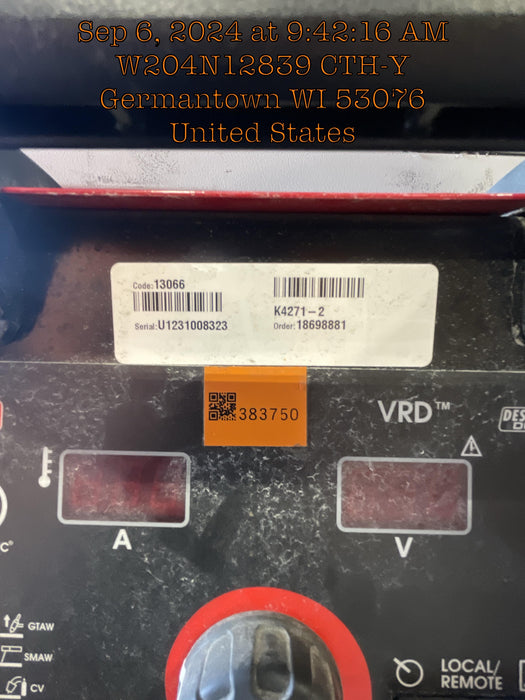 Sep 6, 2024 at 9:42:16 AM
W204N12839 CTH-Y
Germantown WI 53076
United States
Code: 13066
K4271-2
Serial: U1231008323
Order: 18698881
383750
VRD™
A
V
C®
GTAW
SMAW
CV
LOCAL/
REMOTE